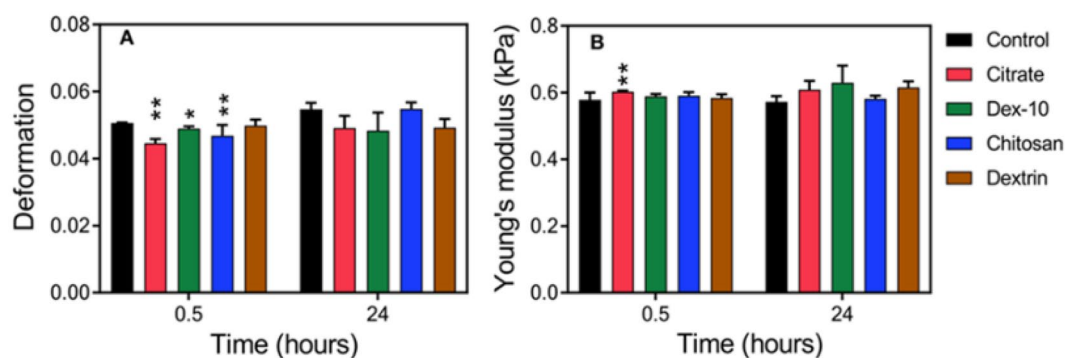 A
Deformation
0.08
0.06
0.04
0.02
0.00
**
*
**
0.5
24
Time (hours)
B
Young's modulus (kPa)
0.8
0.6
0.4
0.2
0.0
**
0.5
24
Time (hours)
Control
Citrate
Dex-10
Chitosan
Dextrin